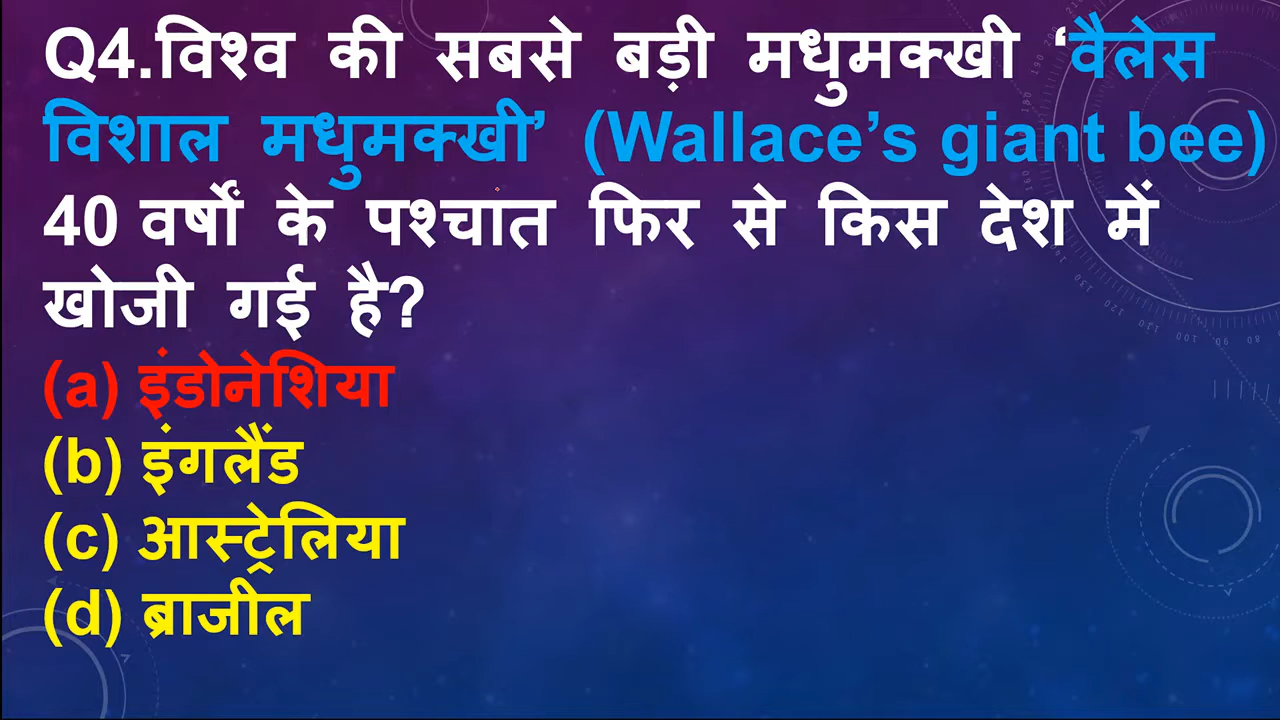 Q4.विश्व की सबसे बड़ी मधुमक्खी ‘वैलेस
विशाल मधुमक्खी’ (Wallace’s giant bee)
40 वर्षों के पश्चांत फिर से किस देश में
खोजी गई है?
(a) इंडोनेशिया
(b) इंगलैंड
(c) आस्ट्रेलिया
(d) ब्राजील